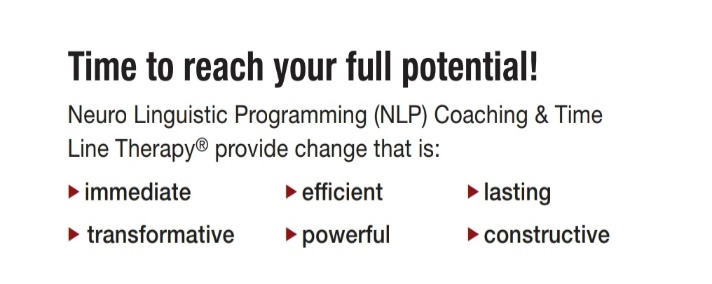 Time to reach your full potential!
Neuro Linguistic Programming (NLP) Coaching & Time
Line Therapy® provide change that is:
▶ immediate ▶ efficient ▶ lasting
▶ transformative ▶ powerful ▶ constructive